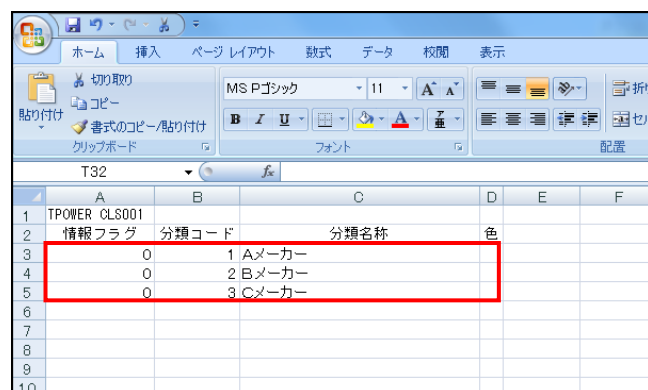 ホーム 挿入 ページ レイアウト 数式 データ 校閲 表示
切り取り
コピー
書式のコピー/貼り付け
貼り付け
クリップボード
MS Pゴシック 11 A A
B I U A
フォント
折り
セル
配置
T32 fx
A B C D E F
1 TPOWER CLS001
2 情報フラグ 分類コード 分類名称 色
3 0 1 Aメーカー
4 0 2 Bメーカー
5 0 3 Cメーカー
6
7
8
9
10